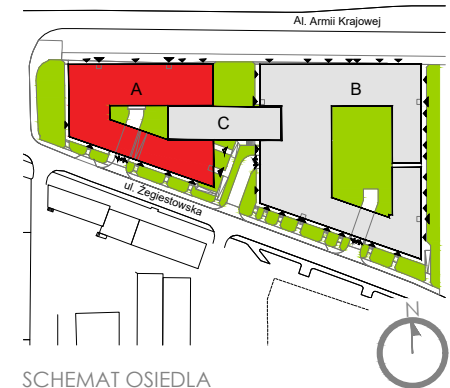 Al. Armii Krajowej
A
B
C
ul. Żegiestowska
N
SCHEMAT OSIEDLA